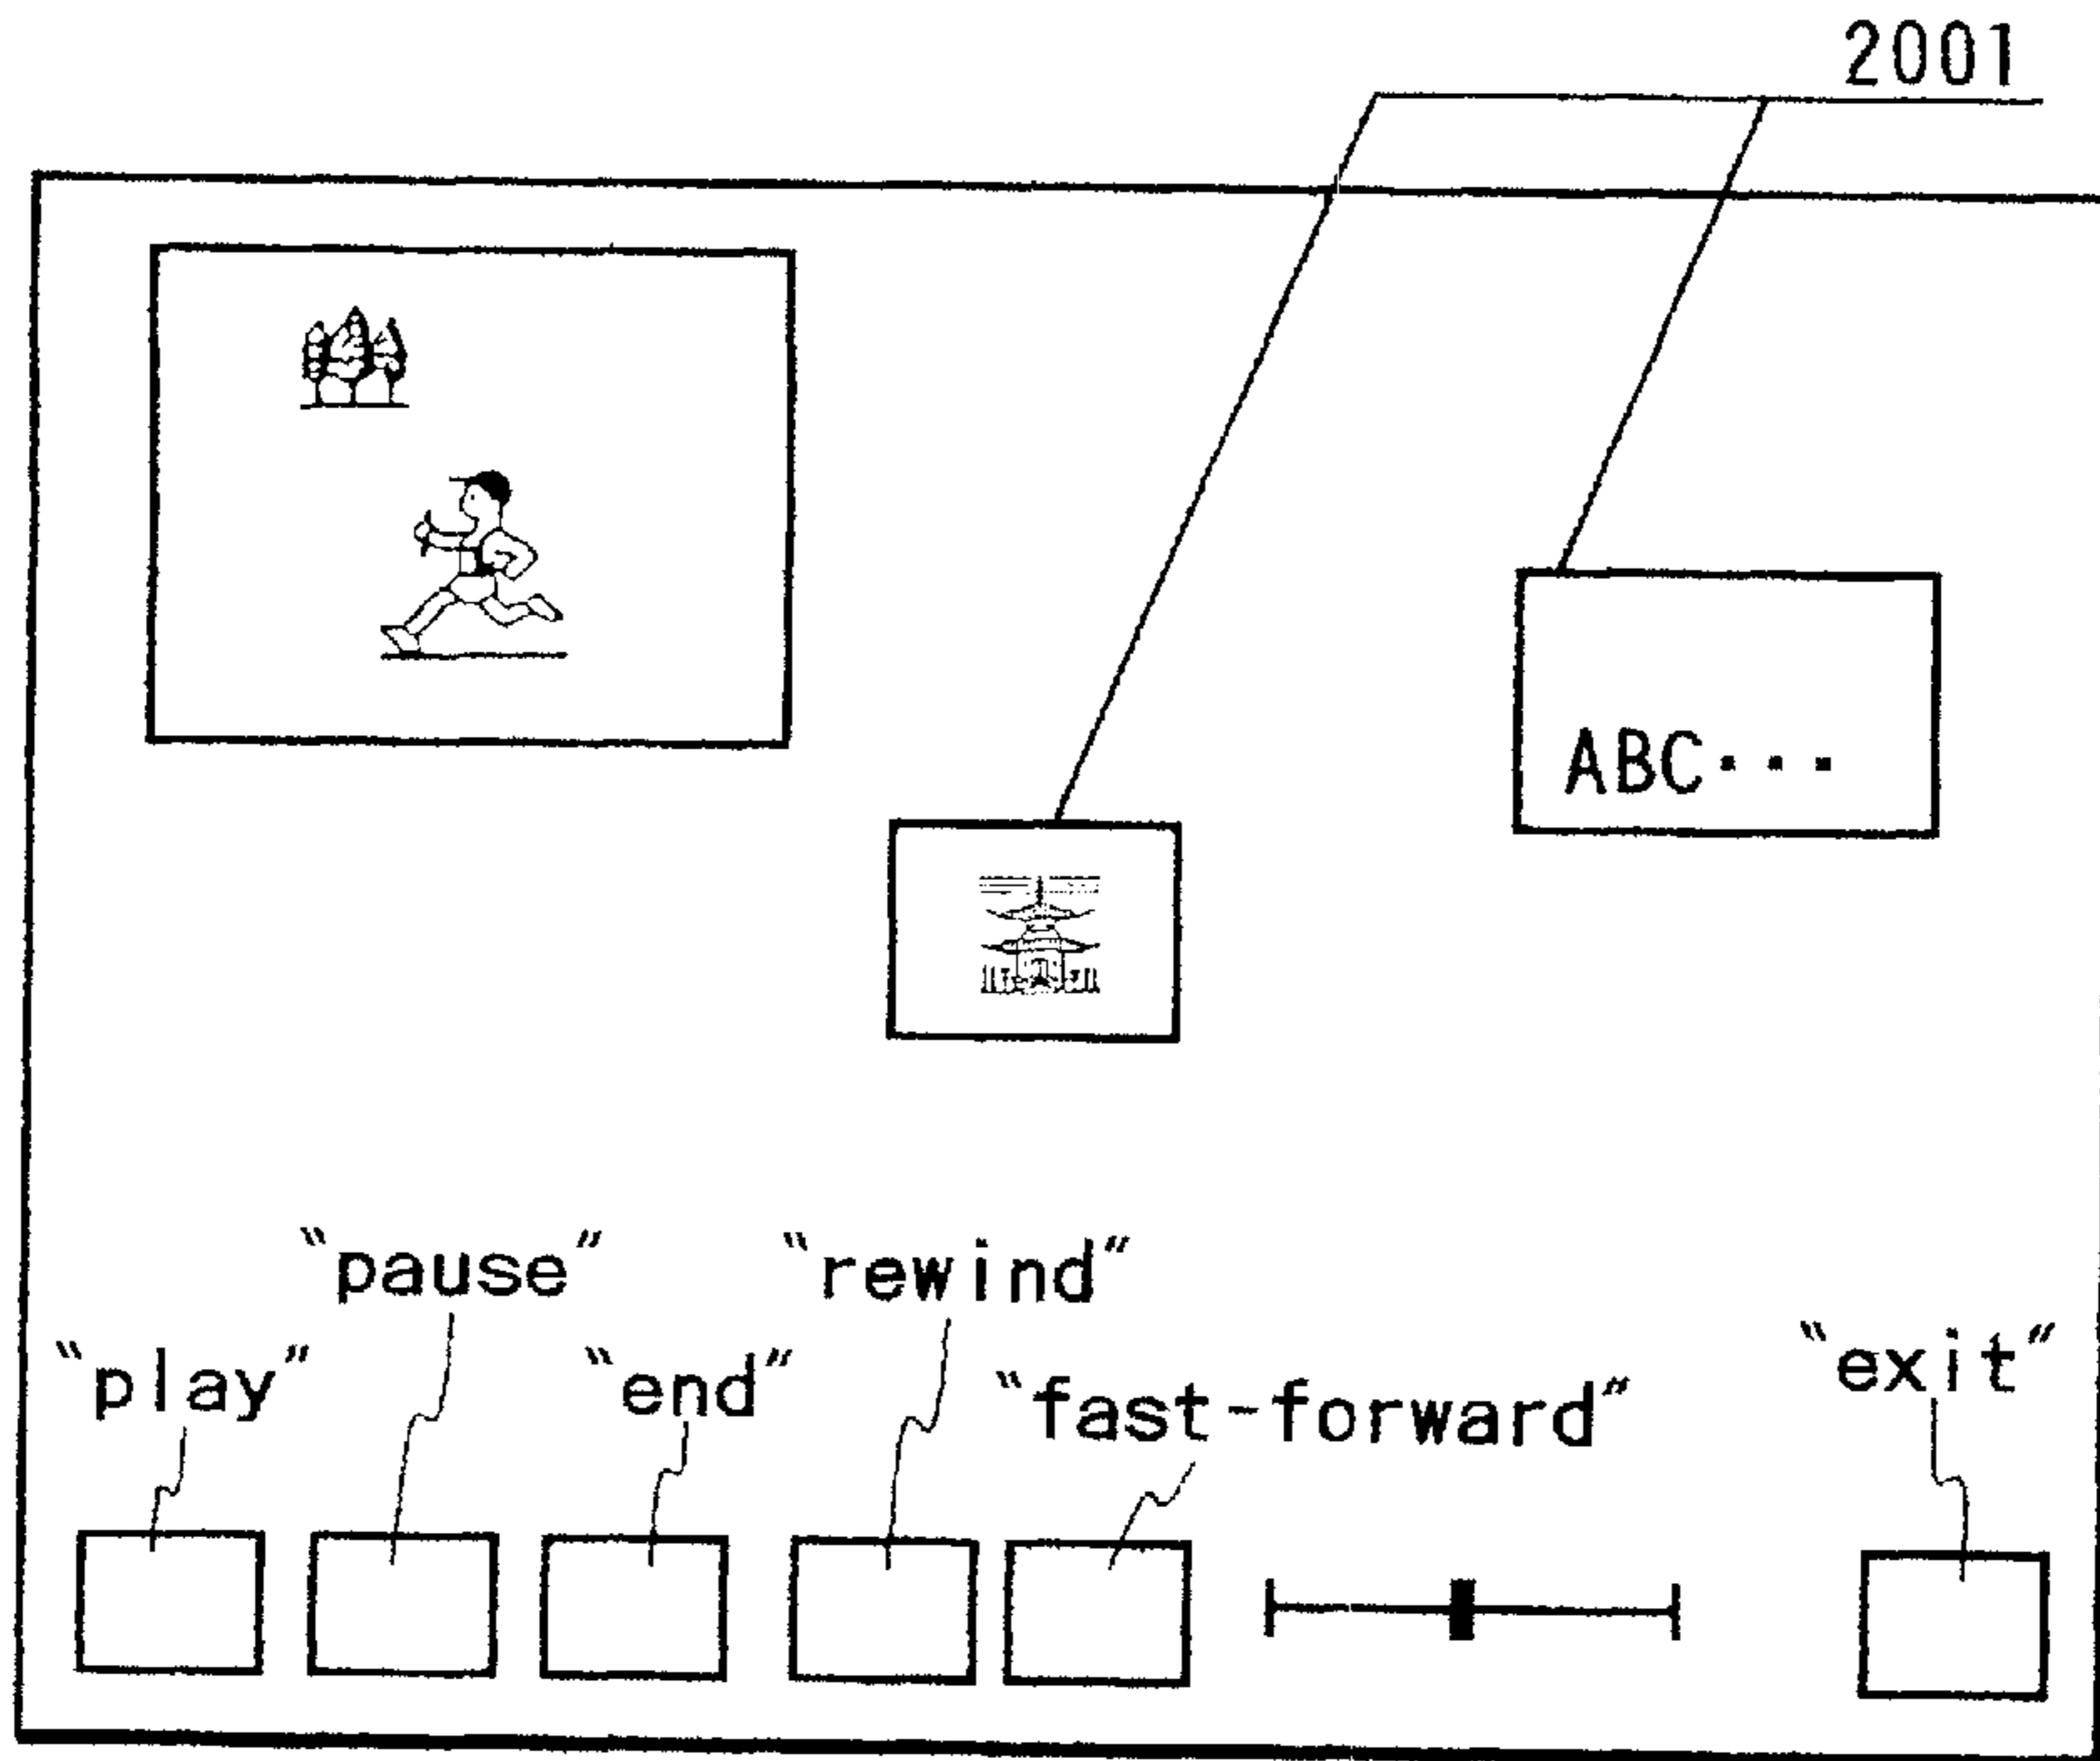 2001
ABC···
"pause" "rewind"
"play" "end" "fast-forward" "exit"